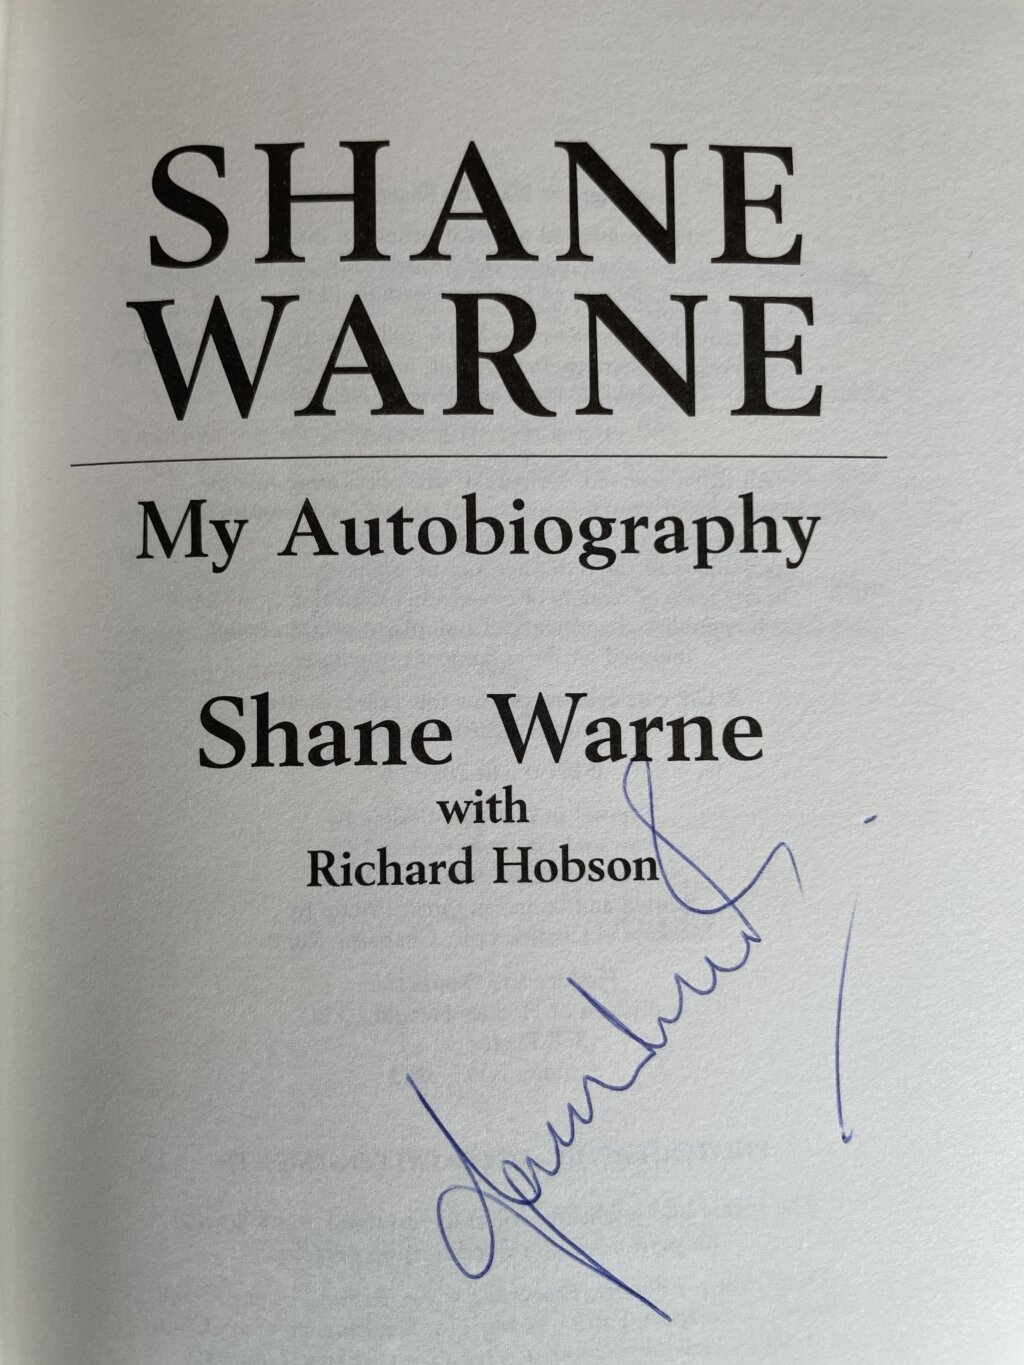 SHANE
WARNE
My Autobiography
Shane Warne
with
Richard Hobson